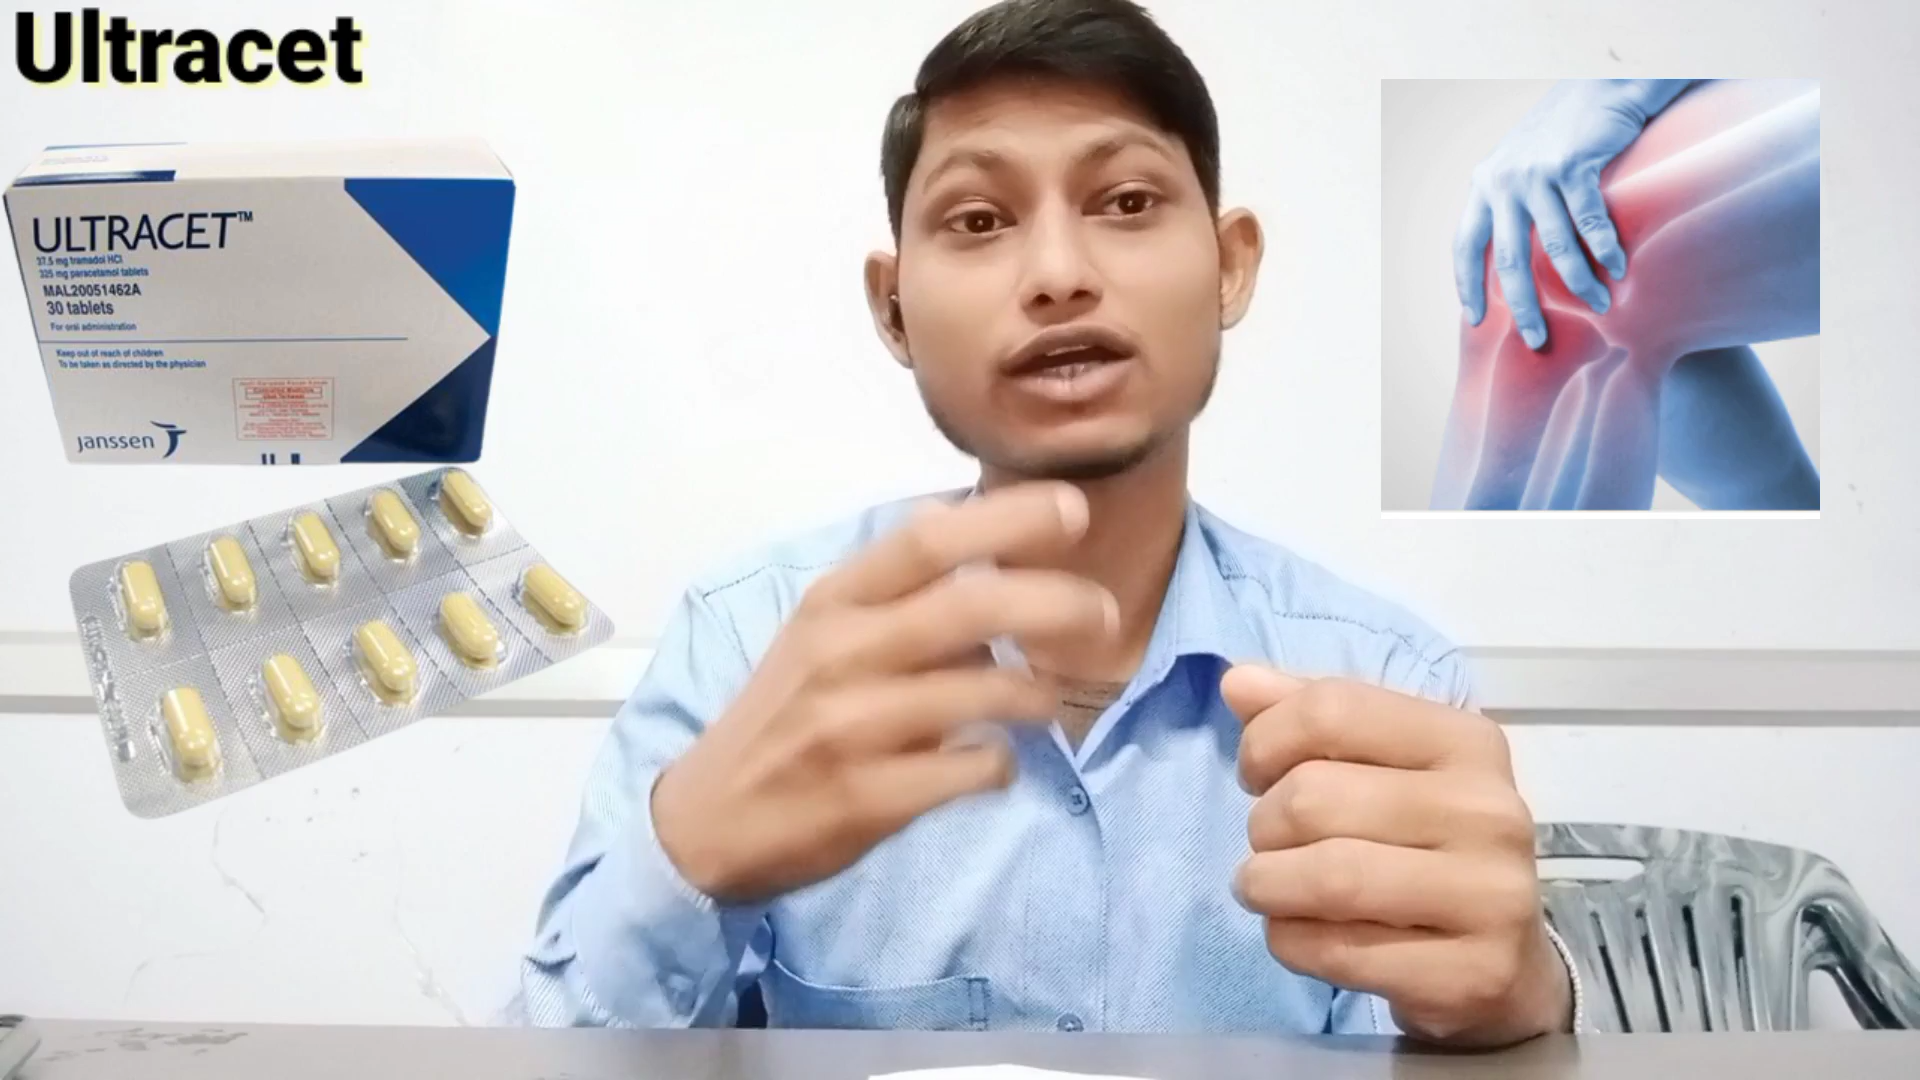 Ultracet
ULTRACET™
37.5 mg tramadol HCl
325 mg paracetamol tablets
MAL20051462A
30 tablets
For oral administration
Keep out of reach of children
To be taken as directed by the physician
janssen